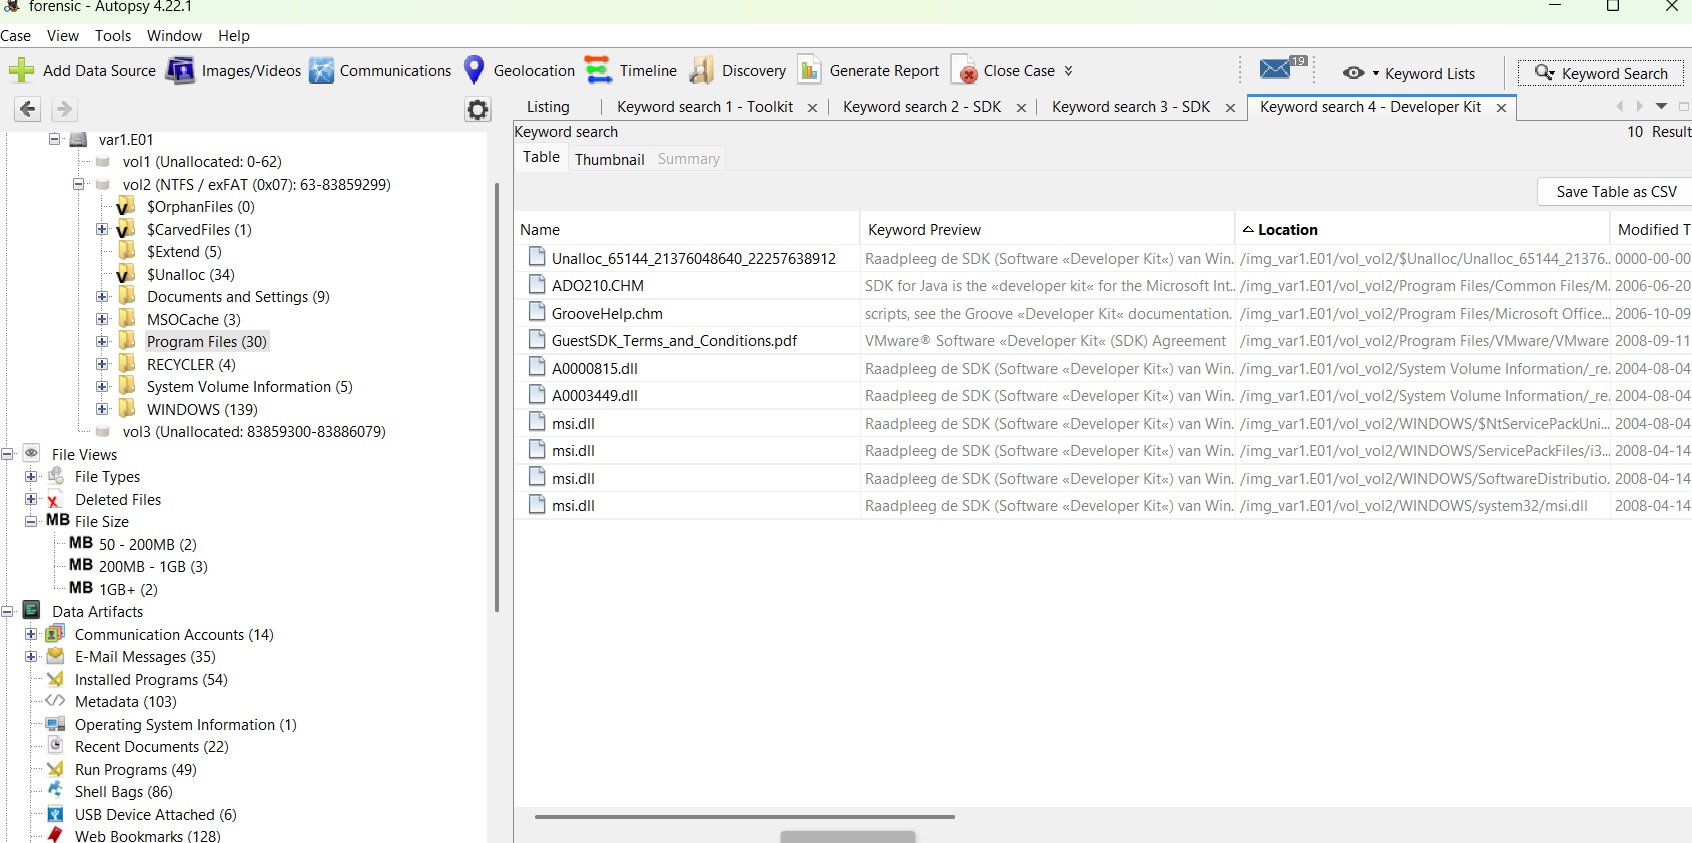 forensic - Autopsy 4.22.1
Case View Tools Window Help
Add Data Source Images/Videos Communications Geolocation Timeline Discovery Generate Report Close Case 19 Keyword Lists Keyword Search
Listing Keyword search 1 - Toolkit Keyword search 2 - SDK Keyword search 3 - SDK Keyword search 4 - Developer Kit
Keyword search 10 Result
Table Thumbnail Summary
Save Table as CSV
var1.E01
vol1 (Unallocated: 0-62)
vol2 (NTFS / exFAT (0x07): 63-83859299)
$OrphanFiles (0)
$CarvedFiles (1)
$Extend (5)
$Unalloc (34)
Documents and Settings (9)
MSOCache (3)
Program Files (30)
RECYCLER (4)
System Volume Information (5)
WINDOWS (139)
vol3 (Unallocated: 83859300-83886079)
File Views
File Types
Deleted Files
MB File Size
MB 50 - 200MB (2)
MB 200MB - 1GB (3)
MB 1GB+ (2)
Data Artifacts
Communication Accounts (14)
E-Mail Messages (35)
Installed Programs (54)
Metadata (103)
Operating System Information (1)
Recent Documents (22)
Run Programs (49)
Shell Bags (86)
USB Device Attached (6)
Web Bookmarks (128)
Name Keyword Preview Location Modified T
Unalloc_65144_21376048640_22257638912 Raadpleeg de SDK (Software «Developer Kit«) van Win... /img_var1.E01/vol_vol2/$Unalloc/Unalloc_65144_21376... 0000-00-00
ADO210.CHM SDK for Java is the «developer kit« for the Microsoft Int... /img_var1.E01/vol_vol2/Program Files/Common Files/M... 2006-06-20
GrooveHelp.chm scripts, see the Groove «Developer Kit« documentation. /img_var1.E01/vol_vol2/Program Files/Microsoft Office... 2006-10-09
GuestSDK_Terms_and_Conditions.pdf VMware® Software «Developer Kit« (SDK) Agreement /img_var1.E01/vol_vol2/Program Files/VMware/VMware 2008-09-11
A0000815.dll Raadpleeg de SDK (Software «Developer Kit«) van Win... /img_var1.E01/vol_vol2/System Volume Information/_re... 2004-08-04
A0003449.dll Raadpleeg de SDK (Software «Developer Kit«) van Win... /img_var1.E01/vol_vol2/System Volume Information/_re... 2004-08-04
msi.dll Raadpleeg de SDK (Software «Developer Kit«) van Win... /img_var1.E01/vol_vol2/WINDOWS/$NtServicePackUni... 2004-08-04
msi.dll Raadpleeg de SDK (Software «Developer Kit«) van Win... /img_var1.E01/vol_vol2/WINDOWS/ServicePackFiles/i3... 2008-04-14
msi.dll Raadpleeg de SDK (Software «Developer Kit«) van Win... /img_var1.E01/vol_vol2/WINDOWS/SoftwareDistributio... 2008-04-14
msi.dll Raadpleeg de SDK (Software «Developer Kit«) van Win... /img_var1.E01/vol_vol2/WINDOWS/system32/msi.dll 2008-04-14